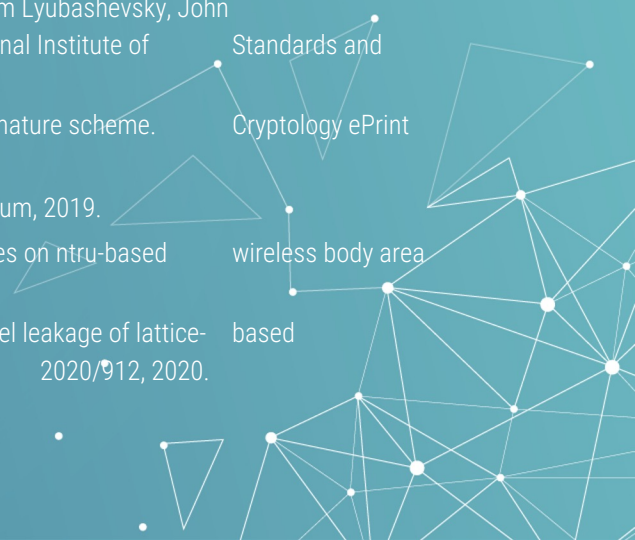 m Lyubashevsky, John
nal Institute of Standards and
nature scheme. Cryptology ePrint
um, 2019.
es on ntru-based wireless body area
el leakage of lattice- based
2020/912, 2020.